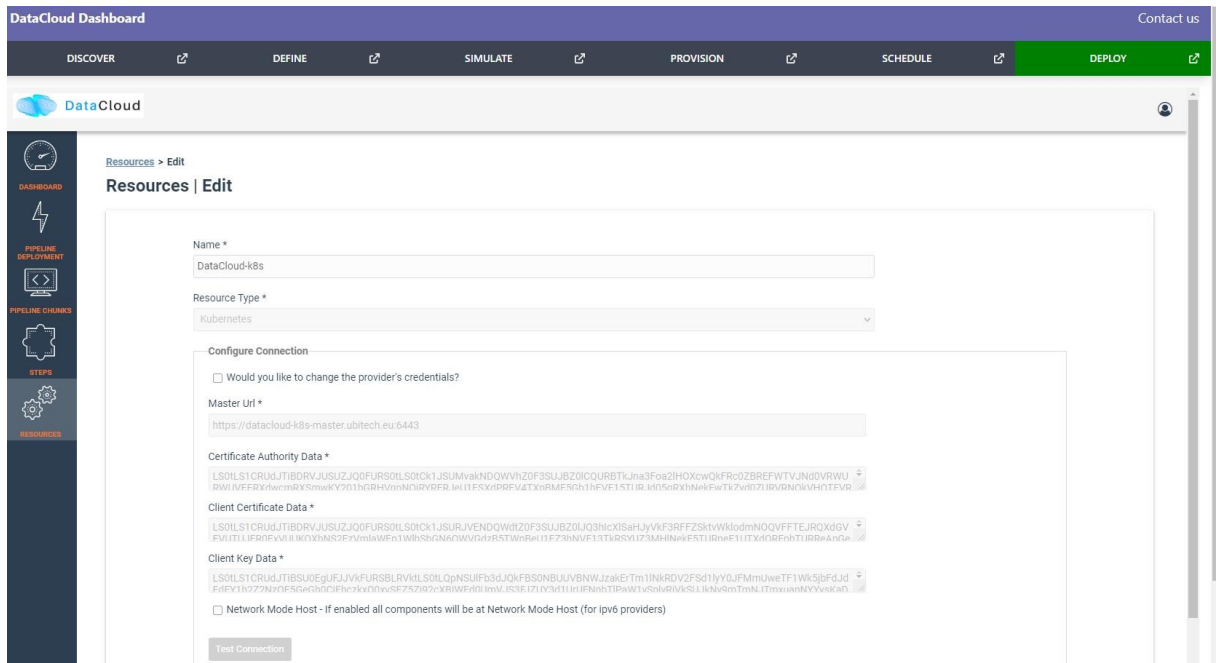 DataCloud Dashboard
Contact us
DISCOVER
DEFINE
SIMULATE
PROVISION
SCHEDULE
DEPLOY
DataCloud
DASHBOARD
PIPELINE
DEPLOYMENT
PIPELINE CHUNKS
STEPS
RESOURCES
Resources > Edit
Resources | Edit
Name *
DataCloud-k8s
Resource Type *
Kubernetes
Configure Connection
Would you like to change the provider's credentials?
Master Url *
https://datacloud-k8s-master.ubitech.eu:6443
Certificate Authority Data *
Client Certificate Data *
Client Key Data *
Network Mode Host - If enabled all components will be at Network Mode Host (for ipv6 providers)
Test Connection